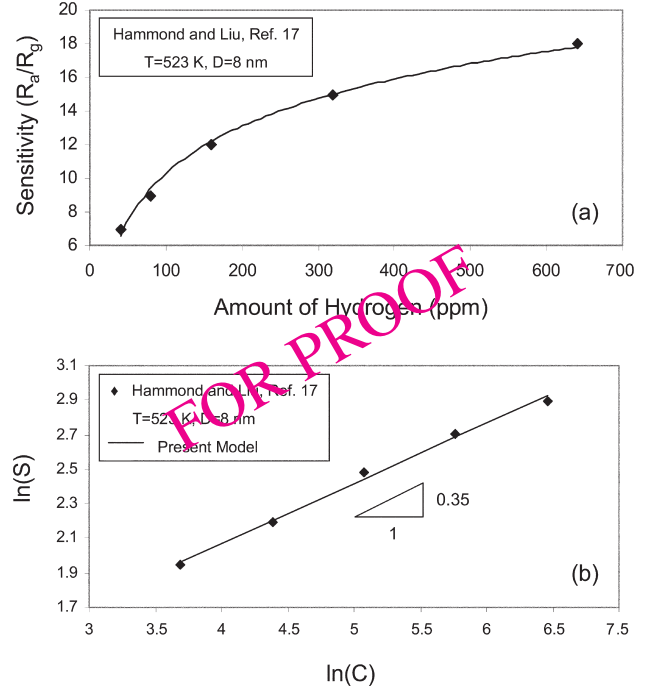 20
18
16
14
12
10
8
6
Sensitivity (Ra/Rg)
Hammond and Liu, Ref. 17
T=523 K, D=8 nm
(a)
0 100 200 300 400 500 600 700
Amount of Hydrogen (ppm)
FOR PROOF
3.1
2.9
2.7
2.5
2.3
2.1
1.9
1.7
ln(S)
Hammond and Liu, Ref. 17
T=523 K, D=8 nm
Present Model
0.35
1
(b)
3 3.5 4 4.5 5 5.5 6 6.5 7.5
ln(C)